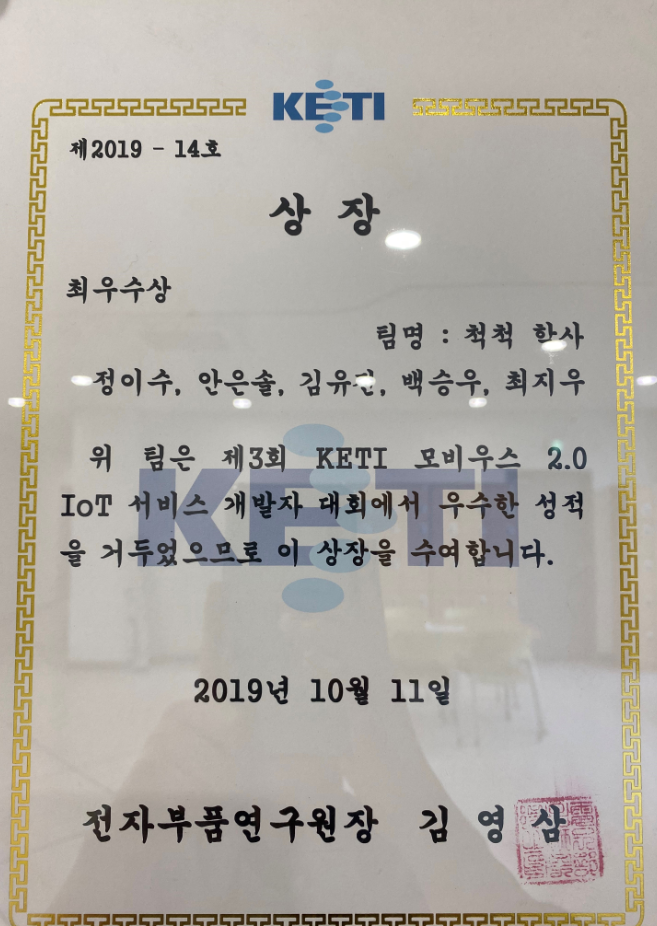 KETI
제2019 - 14호
상 장
최우수상
팀명 : 척척 학사
정이수, 안은솔, 백승우, 최지우
위 팀은 제3회 KETI 모비우스 2.0
IoT 서비스 개발자 대회에서 우수한 성적
을 거두었으므로 이 상장을 수여합니다.
KETI
2019년 10월 11일
전자부품연구원장 김 영 삼